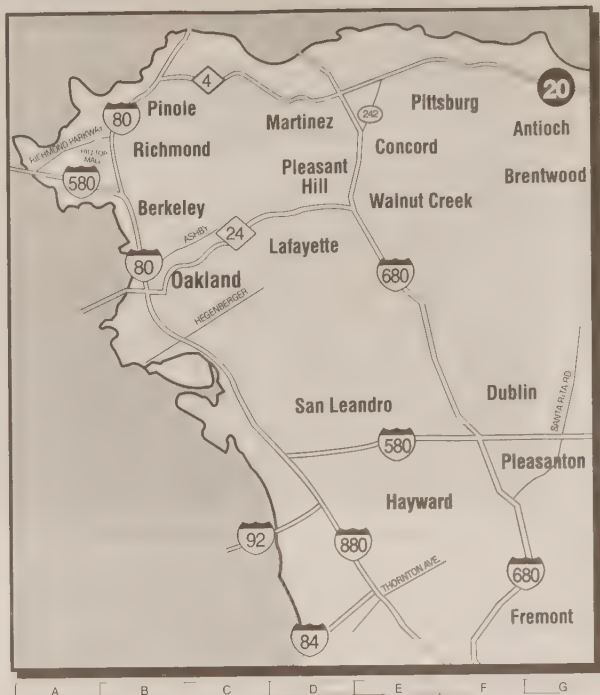 4
20
80
Pinole
Pittsburg
242
Martinez
Antioch
RICHMOND PARKWAY
HILLTOP MALL
Richmond
Concord
580
Pleasant
Hill
Brentwood
Berkeley
Walnut Creek
ASHBY
24
Lafayette
80
Oakland
680
HEGENBERGER
Dublin
SANTA RITA RD
San Leandro
580
Pleasanton
Hayward
92
880
THORNTON AVE.
680
Fremont
84
A B C D E F G